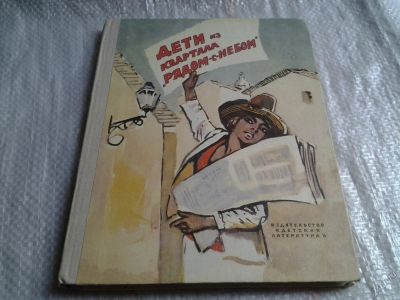 ДЕТИ ИЗ
КВАРТАЛА
„РЯДОМ-С-НЕБОМ"
ИЗДАТЕЛЬСТВО
«ДЕТСКАЯ
ЛИТЕРАТУРА»